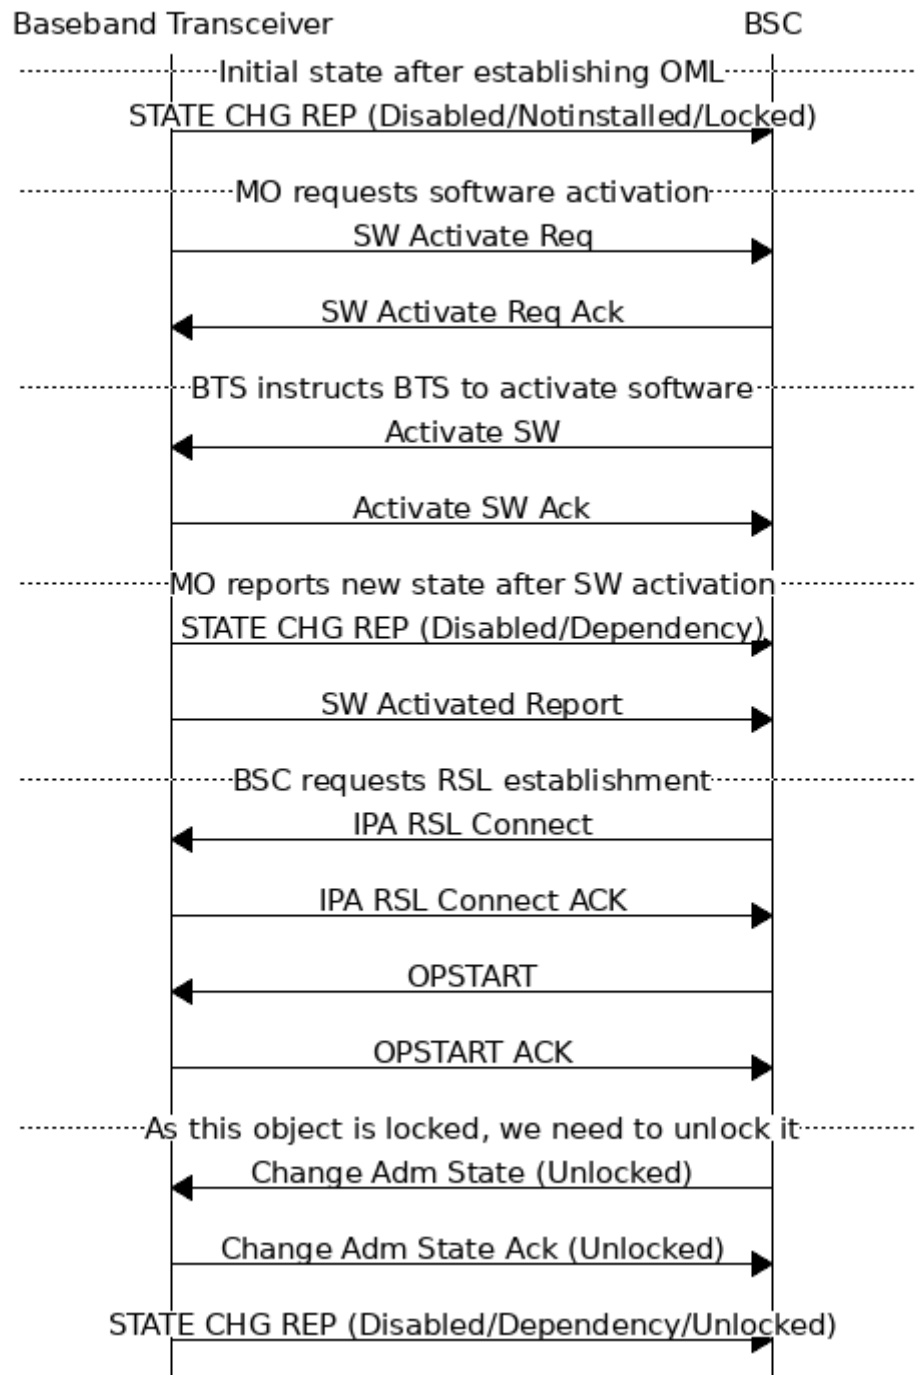 Baseband Transceiver BSC
Initial state after establishing OML
STATE CHG REP (Disabled/Notinstalled/Locked)
MO requests software activation
SW Activate Req
SW Activate Req Ack
BTS instructs BTS to activate software
Activate SW
Activate SW Ack
MO reports new state after SW activation
STATE CHG REP (Disabled/Dependency)
SW Activated Report
BSC requests RSL establishment
IPA RSL Connect
IPA RSL Connect ACK
OPSTART
OPSTART ACK
As this object is locked, we need to unlock it
Change Adm State (Unlocked)
Change Adm State Ack (Unlocked)
STATE CHG REP (Disabled/Dependency/Unlocked)